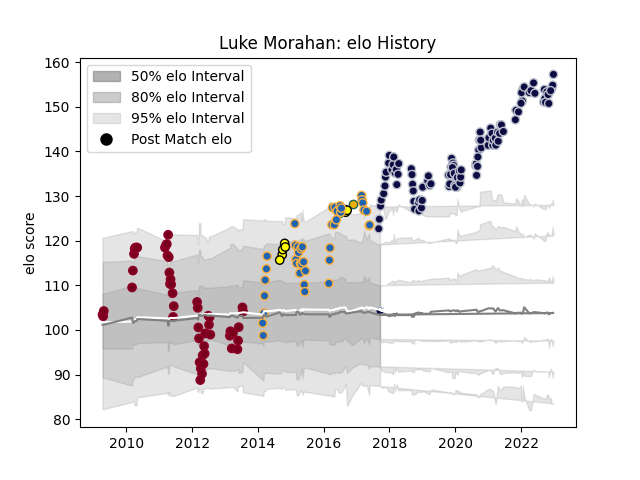 Luke Morahan: elo History
50% elo Interval
80% elo Interval
95% elo Interval
Post Match elo
elo score
160
150
140
130
120
110
100
90
80
2010 2012 2014 2016 2018 2020 2022